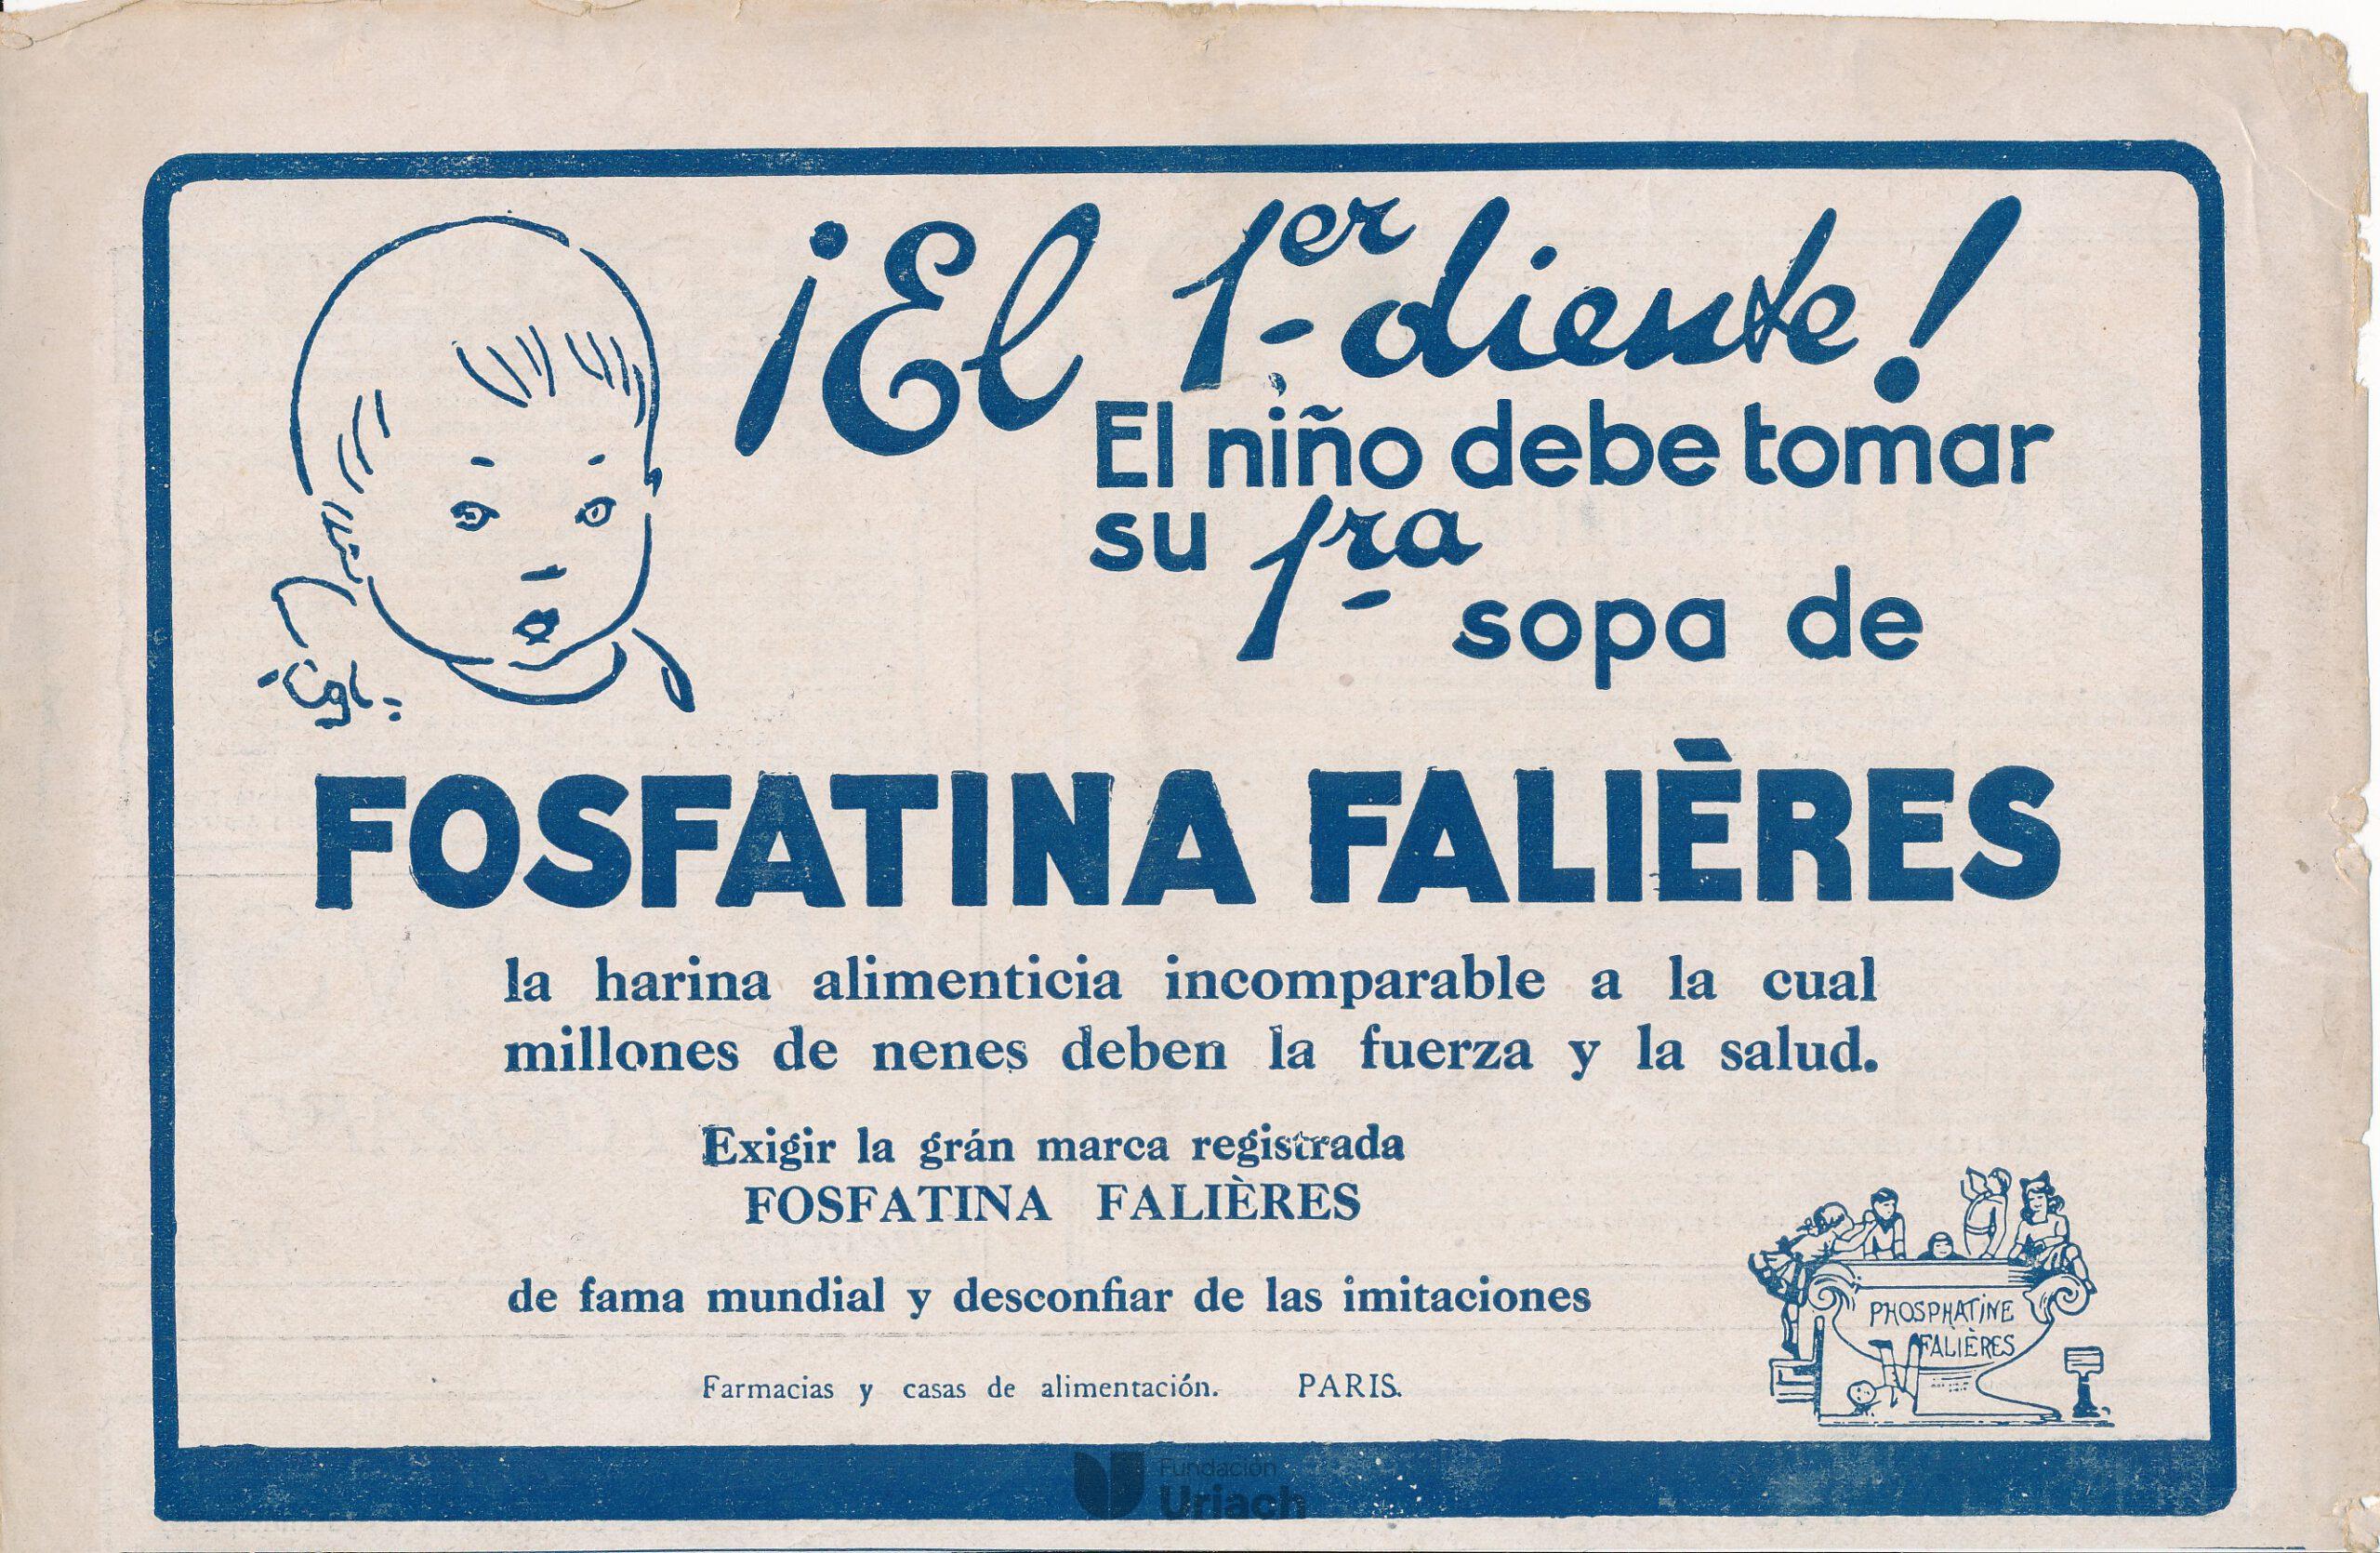 ¡El 1er diente!
El niño debe tomar
su 1ra
sopa de
FOSFATINA FALIÈRES
la harina alimenticia incomparable a la cual
millones de nenes deben la fuerza y la salud.
Exigir la grán marca registrada
FOSFATINA FALIÈRES
de fama mundial y desconfiar de las imitaciones
Farmacias y casas de alimentación. PARIS.
PHOSPHATINE
FALIÈRES
Fundación
Uriach